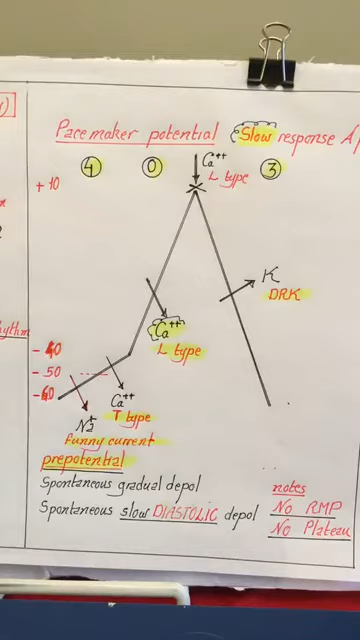 Pacemaker potential Slow response A
4 0 3
Ca++
L type
+10
K
DRK
Ca++
L type
- 40
- 50
- 60
Ca++
T type
Na+
funny current
prepotential
Spontaneous gradual depol
Spontaneous slow DIASTOLIC depol
notes
No RMP
No Plateau